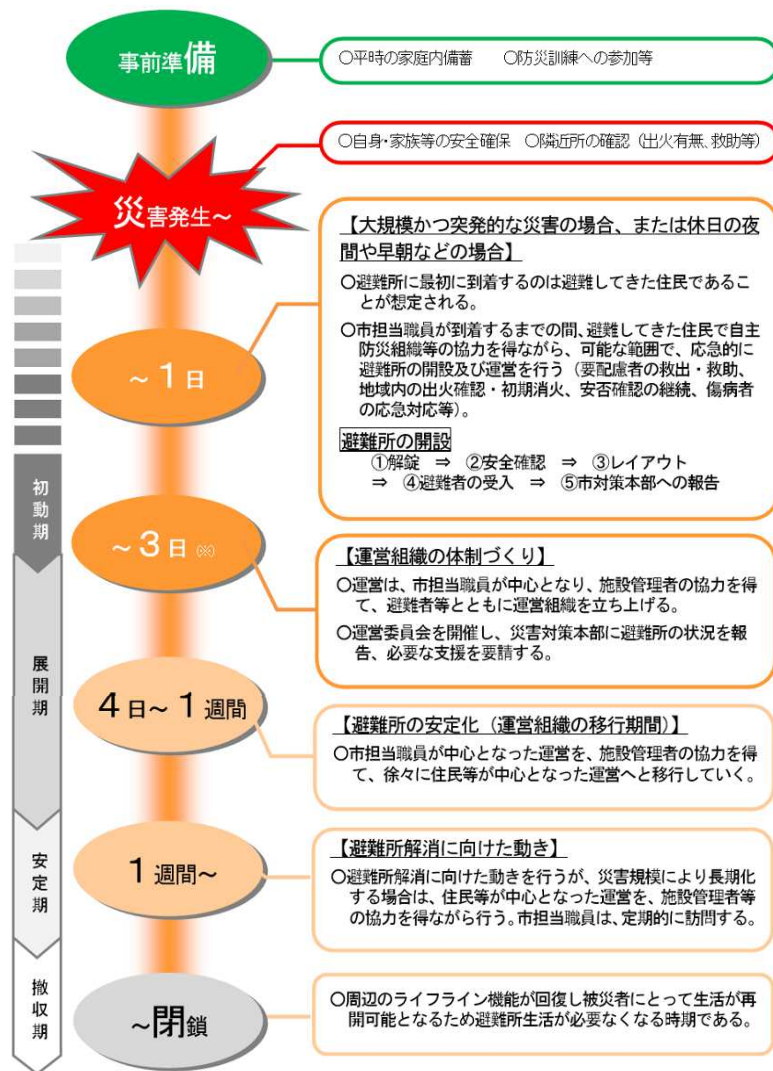 事前準備
○平時の家庭内備蓄　○防災訓練への参加等
○自身・家族等の安全確保　○隣近所の確認（出火有無、救助等）
災害発生～
【大規模かつ突発的な災害の場合、または休日の夜
間や早朝などの場合】
○避難所に最初に到着するのは避難してきた住民であるこ
とが想定される。
○市担当職員が到着するまでの間、避難してきた住民で自主
防災組織等の協力を得ながら、可能な範囲で、応急的に
避難所の開設及び運営を行う（要配慮者の救出・救助、
地域内の出火確認・初期消火、安否確認の継続、傷病者
の応急対応等）。
避難所の開設
①解錠　⇒　②安全確認　⇒　③レイアウト
⇒　④避難者の受入　⇒　⑤市対策本部への報告
～１日
初動期
～３日（※）
【運営組織の体制づくり】
○運営は、市担当職員が中心となり、施設管理者の協力を得
て、避難者等とともに運営組織を立ち上げる。
○運営委員会を開催し、災害対策本部に避難所の状況を報
告、必要な支援を要請する。
展開期
４日～１週間
【避難所の安定化（運営組織の移行期間）】
○市担当職員が中心となった運営を、施設管理者の協力を得
て、徐々に住民等が中心となった運営へと移行していく。
安定期
１週間～
【避難所解消に向けた動き】
○避難所解消に向けた動きを行うが、災害規模により長期化
する場合は、住民等が中心となった運営を、施設管理者等
の協力を得ながら行う。市担当職員は、定期的に訪問する。
撤収期
～閉鎖
○周辺のライフライン機能が回復し被災者にとって生活が再
開可能となるため避難所生活が必要なくなる時期である。